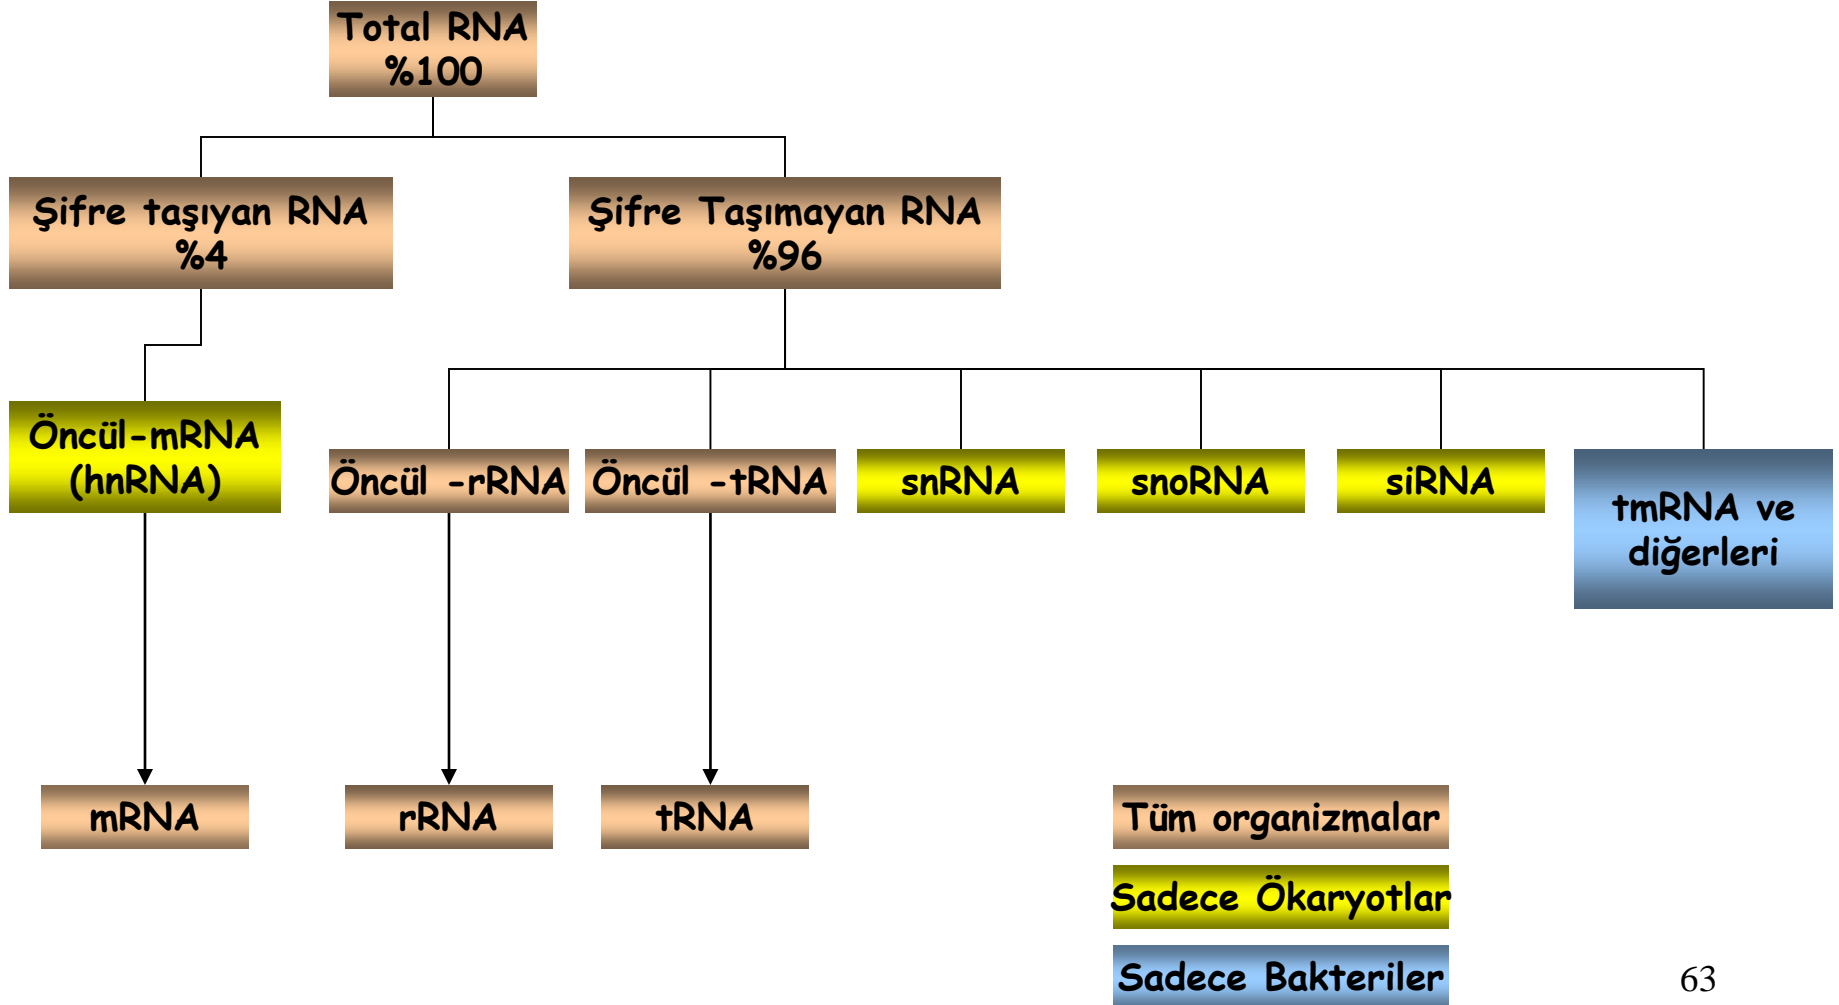 Total RNA
%100
Şifre taşıyan RNA
%4
Şifre Taşımayan RNA
%96
Öncül-mRNA
(hnRNA)
Öncül -rRNA
Öncül -tRNA
snRNA
snoRNA
siRNA
tmRNA ve
diğerleri
mRNA
rRNA
tRNA
Tüm organizmalar
Sadece Ökaryotlar
Sadece Bakteriler
63